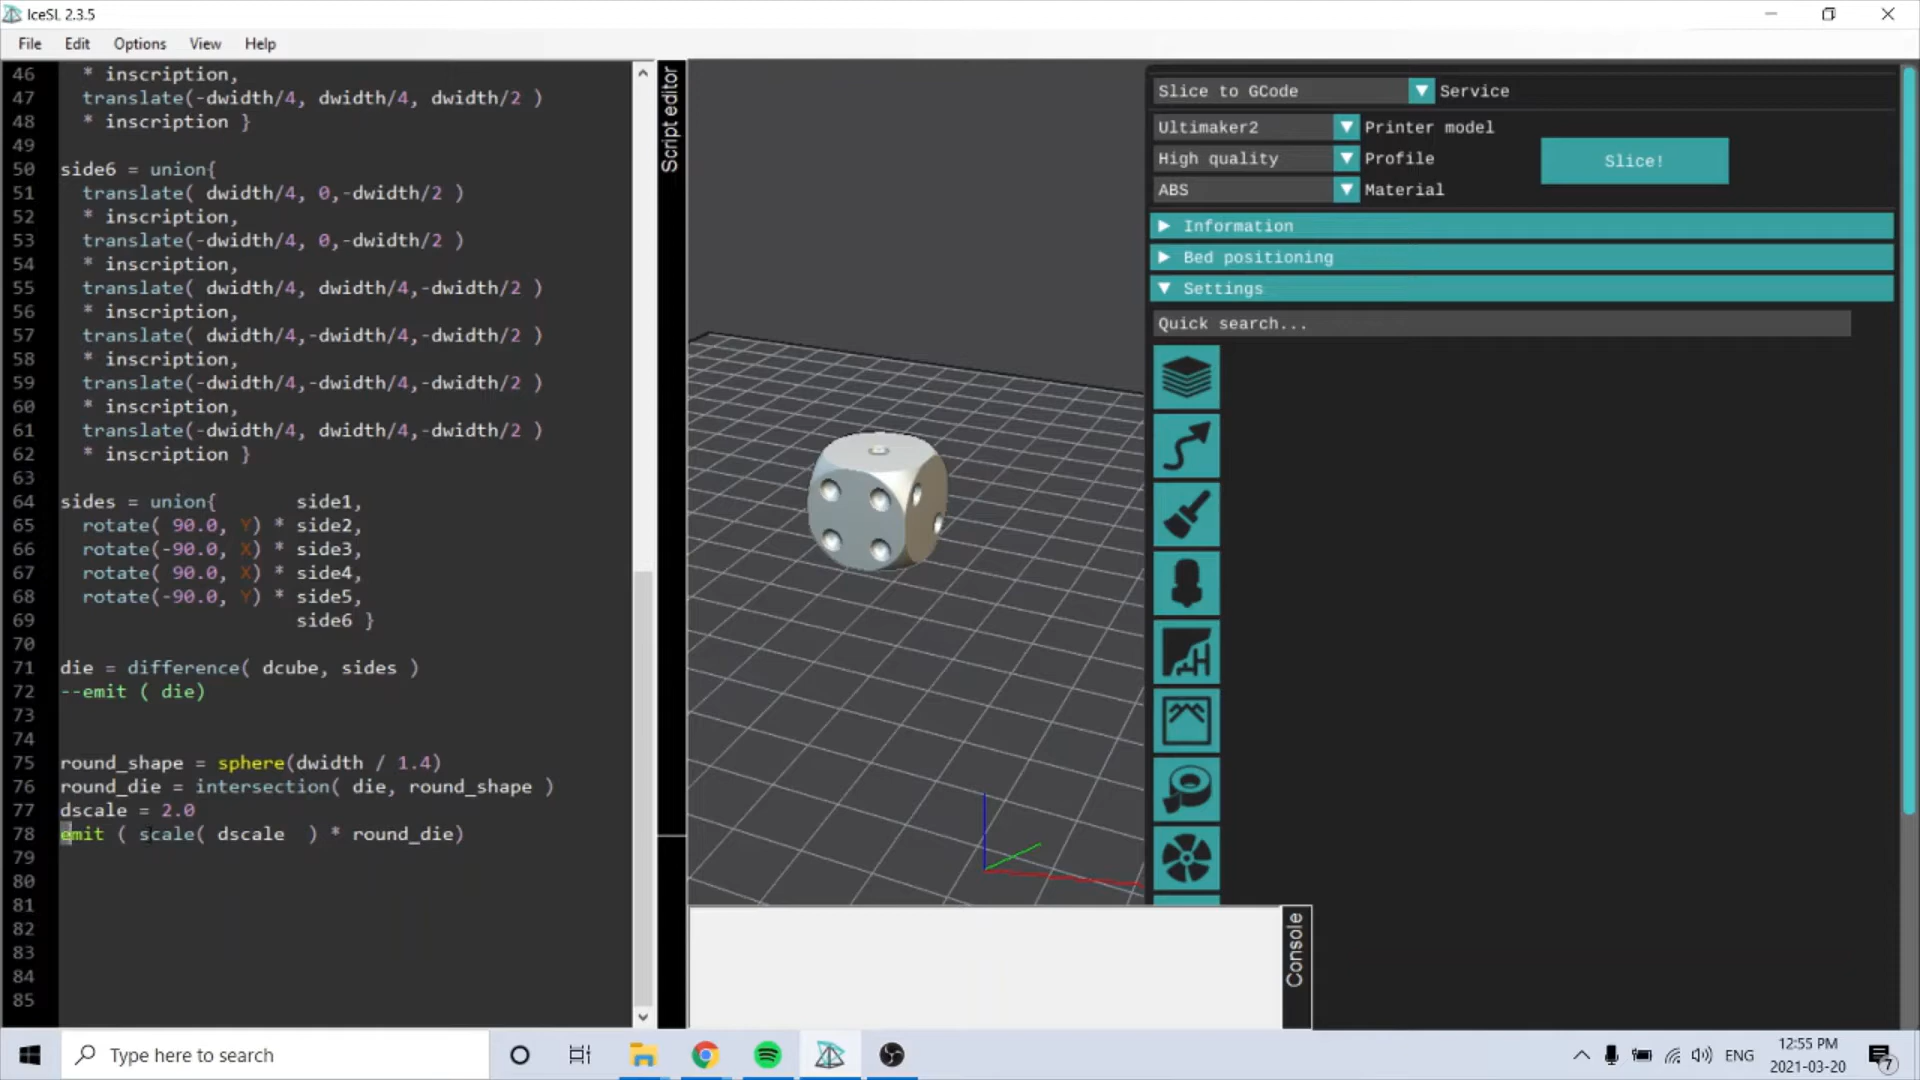 IceSL 2.3.5
File Edit Options View Help
46 * inscription,
47 translate(-dwidth/4, dwidth/4, dwidth/2 )
48 * inscription }
49
50 side6 = union{
51 translate( dwidth/4, 0,-dwidth/2 )
52 * inscription,
53 translate(-dwidth/4, 0,-dwidth/2 )
54 * inscription,
55 translate( dwidth/4, dwidth/4,-dwidth/2 )
56 * inscription,
57 translate( dwidth/4,-dwidth/4,-dwidth/2 )
58 * inscription,
59 translate(-dwidth/4,-dwidth/4,-dwidth/2 )
60 * inscription,
61 translate(-dwidth/4, dwidth/4,-dwidth/2 )
62 * inscription }
63
64 sides = union{ side1,
65 rotate( 90.0, Y) * side2,
66 rotate(-90.0, X) * side3,
67 rotate( 90.0, X) * side4,
68 rotate(-90.0, Y) * side5,
69 side6 }
70
71 die = difference( dcube, sides )
72 --emit ( die)
73
74
75 round_shape = sphere(dwidth / 1.4)
76 round_die = intersection( die, round_shape )
77 dscale = 2.0
78 emit ( scale( dscale ) * round_die)
79
80
81
82
83
84
85
Script editor
Slice to GCode Service
Ultimaker2 Printer model
High quality Profile
ABS Material
Slice!
Information
Bed positioning
Settings
Quick search...
Console
Type here to search
ENG
12:55 PM
2021-03-20
7